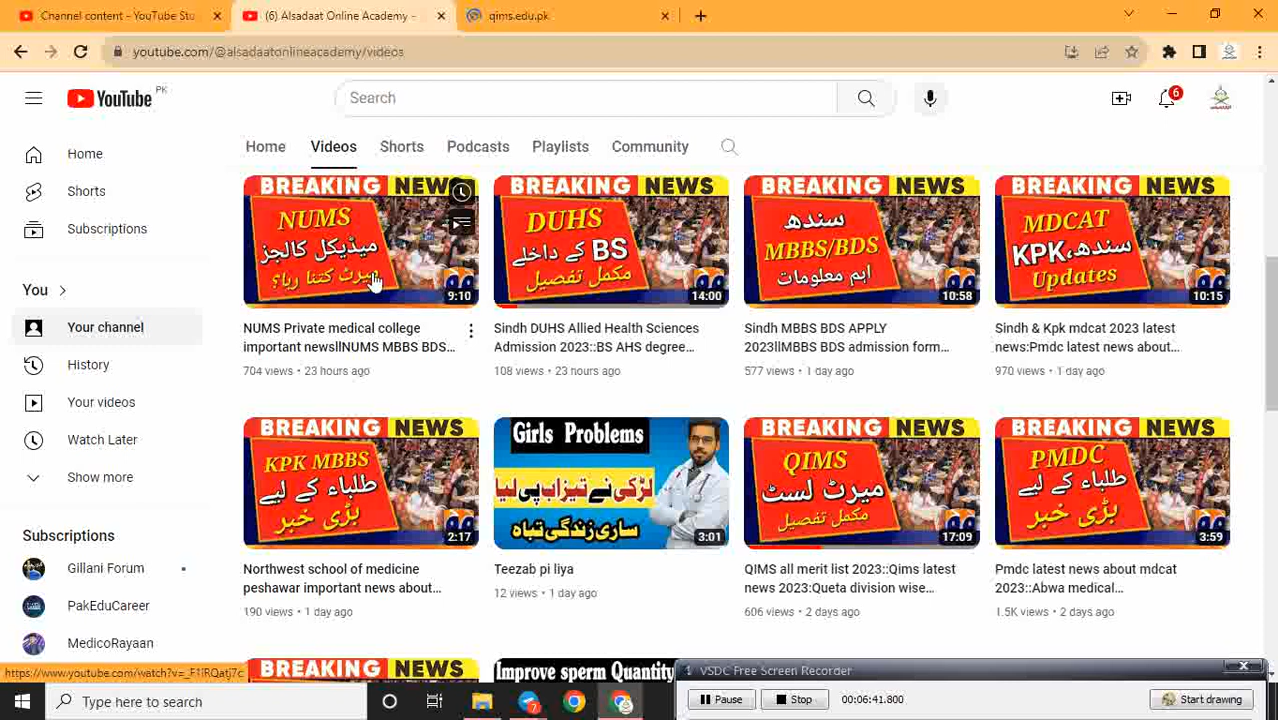 Channel content - YouTube Stu
(6) Alsadaat Online Academy -
qims.edu.pk
youtube.com/@alsadaatonlineacademy/videos
YouTube PK
Search
6
Home
Videos
Shorts
Podcasts
Playlists
Community
Home
Shorts
Subscriptions
You
Your channel
History
Your videos
Watch Later
Show more
Subscriptions
Gillani Forum
PakEduCareer
MedicoRayaan
BREAKING NEWS
NUMS
میڈیکل کالجز
میرٹ کتنا رہا؟
9:10
NUMS Private medical college
important news‖NUMS MBBS BDS...
704 views • 23 hours ago
BREAKING NEWS
DUHS
BS کے داخلے
مکمل تفصیل
14:00
Sindh DUHS Allied Health Sciences
Admission 2023::BS AHS degree...
108 views • 23 hours ago
BREAKING NEWS
سندھ
MBBS/BDS
اہم معلومات
10:58
Sindh MBBS BDS APPLY
2023‖MBBS BDS admission form...
577 views • 1 day ago
BREAKING NEWS
MDCAT
سندھ،KPK
Updates
10:15
Sindh & Kpk mdcat 2023 latest
news:Pmdc latest news about...
970 views • 1 day ago
BREAKING NEWS
KPK MBBS
طلباء کے لیے
بڑی خبر
2:17
Northwest school of medicine
peshawar important news about...
190 views • 1 day ago
Girls Problems
لڑکی نے تیزاب پی لیا
ساری زندگی تباہ
3:01
Teezab pi liya
12 views • 1 day ago
BREAKING NEWS
QIMS
میرٹ لسٹ
مکمل تفصیل
17:09
QIMS all merit list 2023::Qims latest
news 2023:Queta division wise...
606 views • 2 days ago
BREAKING NEWS
PMDC
طلباء کے لیے
بڑی خبر
3:59
Pmdc latest news about mdcat
2023::Abwa medical...
1.5K views • 2 days ago
BREAKING NEWS
Improve sperm Quantity
VSDC Free Screen Recorder
Pause
Stop
00:06:41.800
Start drawing
Type here to search